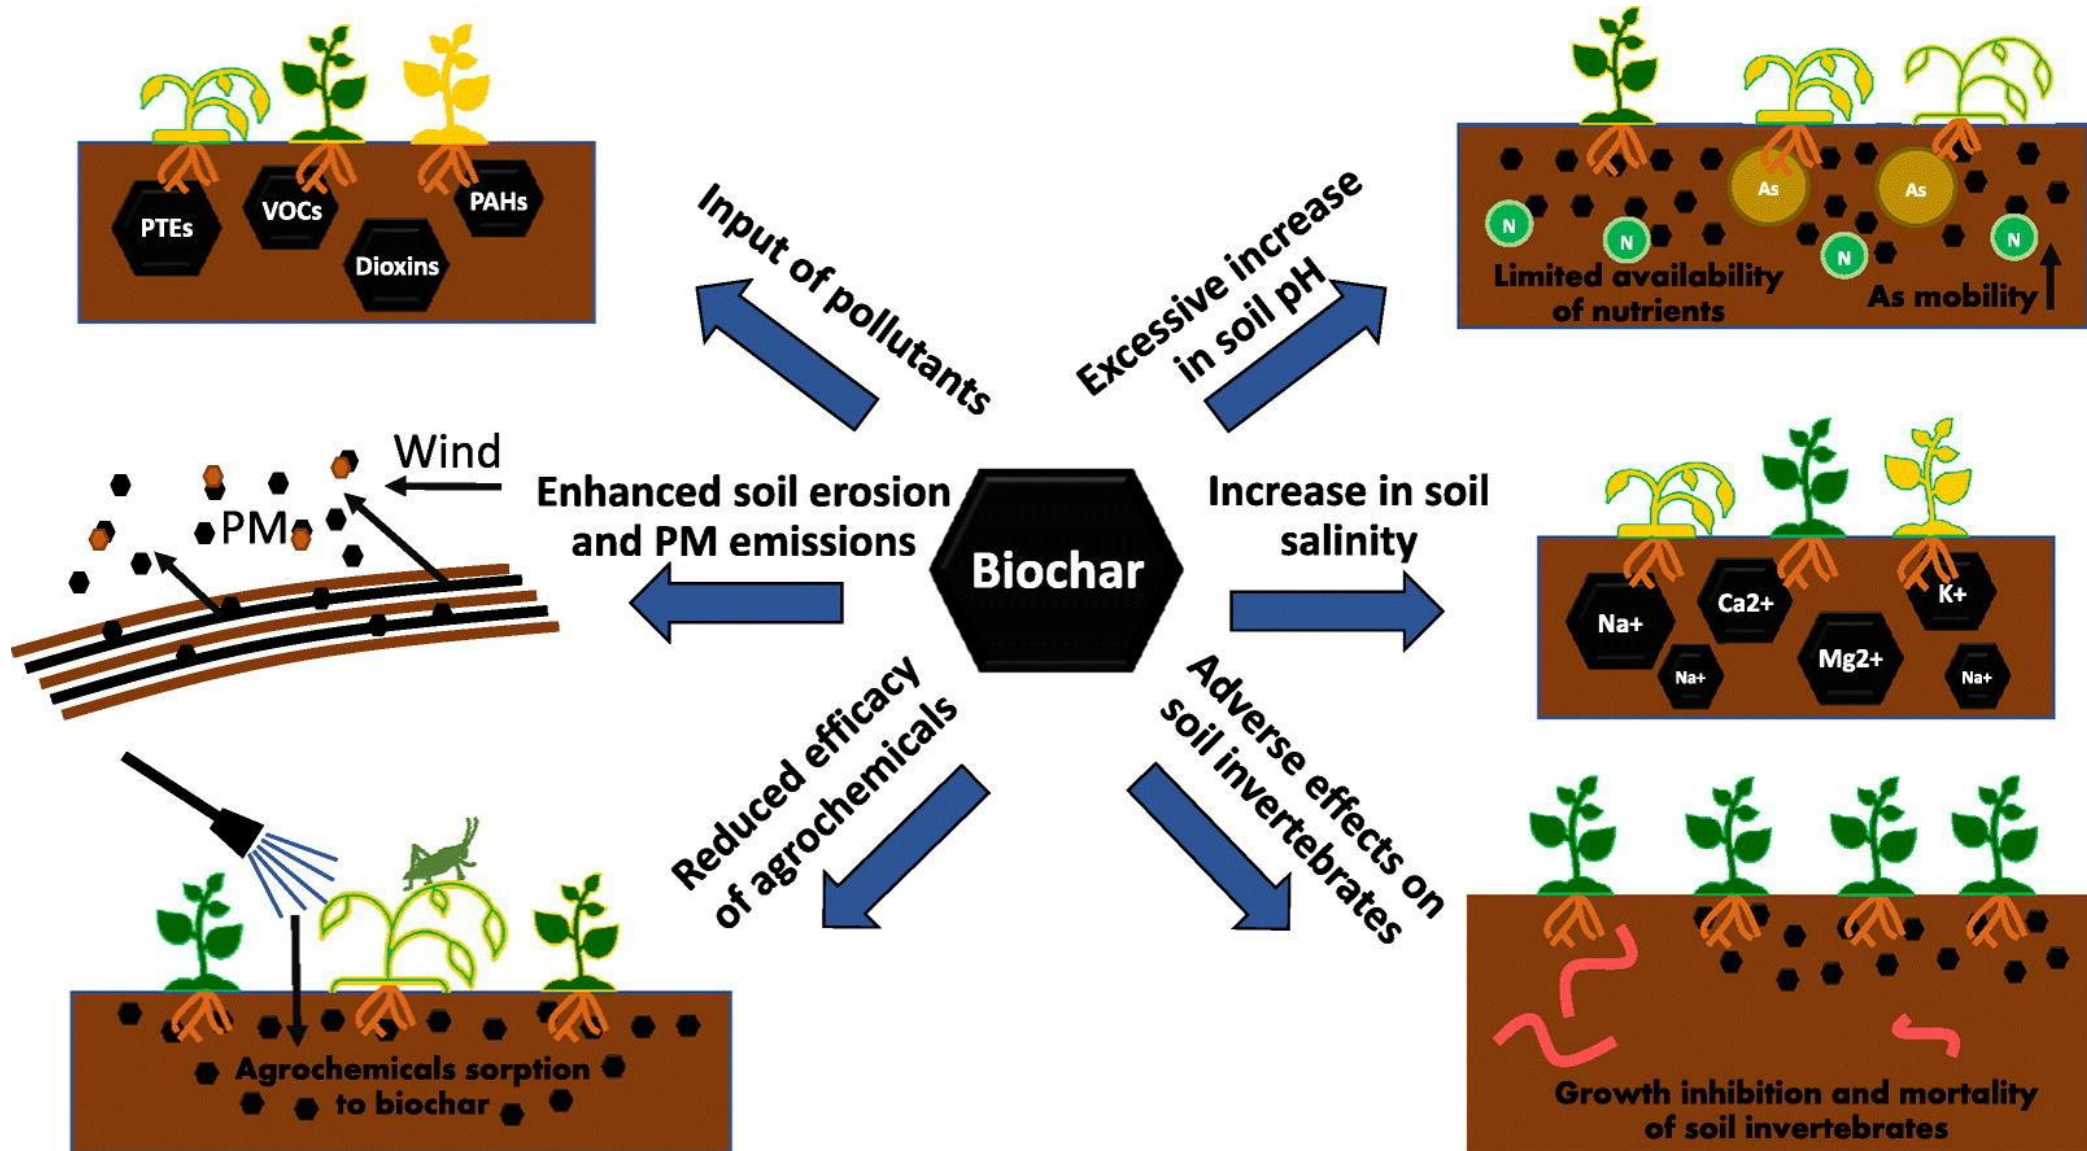 PTEs
VOCs
Dioxins
PAHs
Input of pollutants
Excessive increase
in soil pH
As
As
N
N
N
N
Limited availability
of nutrients
As mobility
Wind
PM
Enhanced soil erosion
and PM emissions
Biochar
Increase in soil
salinity
Na+
Ca2+
K+
Mg2+
Na+
Na+
Reduced efficacy
of agrochemicals
Adverse effects on
soil invertebrates
Agrochemicals sorption
to biochar
Growth inhibition and mortality
of soil invertebrates